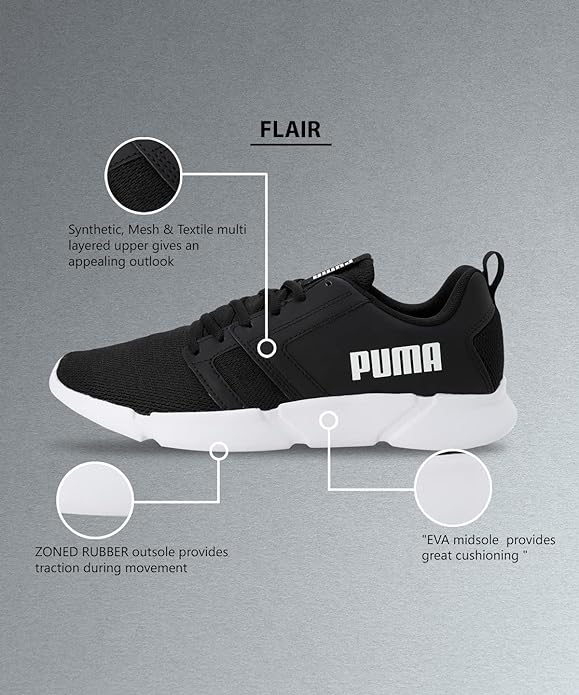 FLAIR
Synthetic, Mesh & Textile multi
layered upper gives an
appealing outlook
PUMA
PUMA
ZONED RUBBER outsole provides
traction during movement
"EVA midsole  provides
great cushioning "